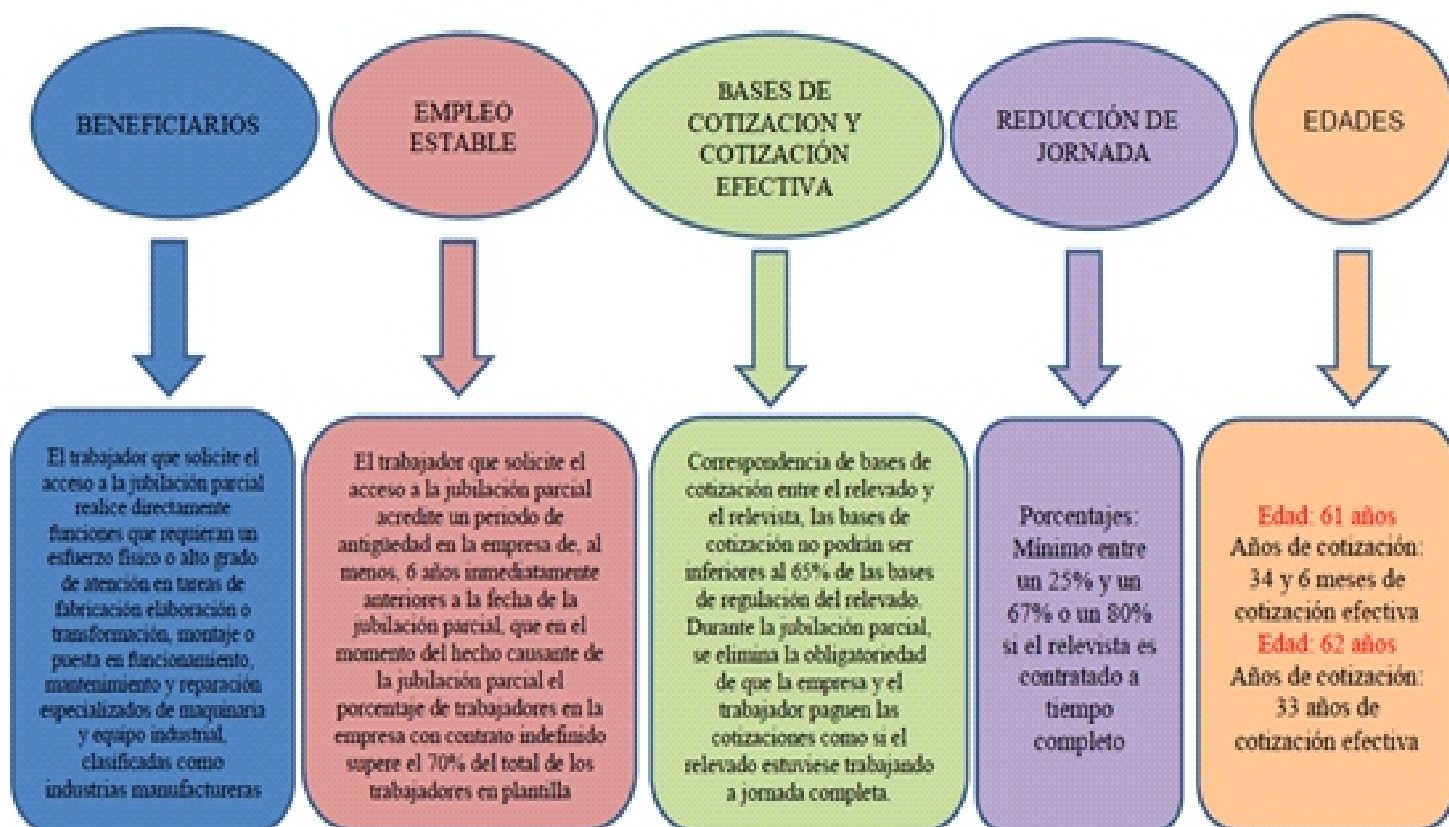 BENEFICIARIOS
EMPLEO
ESTABLE
BASES DE
COTIZACION Y
COTIZACIÓN
EFECTIVA
REDUCCIÓN DE
JORNADA
EDADES
El trabajador que solicite el
acceso a la jubilación parcial
realice directamente
funciones que requieran un
esfuerzo físico o alto grado
de atención en tareas de
fabricación elaboración o
transformación, montaje o
puesta en funcionamiento,
mantenimiento y reparación
especializados de maquinaria
y equipo industrial,
clasificadas como
industrias manufactureras
El trabajador que solicite el
acceso a la jubilación parcial
acredite un periodo de
antigüedad en la empresa de, al
menos, 6 años inmediatamente
anteriores a la fecha de la
jubilación parcial, que en el
momento del hecho causante de
la jubilación parcial el
porcentaje de trabajadores en la
empresa con contrato indefinido
supere el 70% del total de los
trabajadores en plantilla
Correspondencia de bases de
cotización entre el relevado y
el relevista, las bases de
cotización no podrán ser
inferiores al 65% de las bases
de regulación del relevado.
Durante la jubilación parcial,
se elimina la obligatoriedad
de que la empresa y el
trabajador paguen las
cotizaciones como si el
relevado estuviese trabajando
a jornada completa.
Porcentajes:
Mínimo entre
un 25% y un
67% o un 80%
si el relevista es
contratado a
tiempo
completo
Edad: 61 años
Años de cotización:
34 y 6 meses de
cotización efectiva
Edad: 62 años
Años de cotización:
33 años de
cotización efectiva